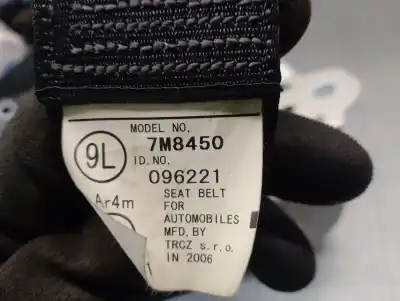 MODEL NO.
7M8450
9L
ID. NO.
096221
Ar4m
SEAT BELT
FOR
AUTOMOBILES
MFD, BY
TRCZ s.r.o.
IN 2006